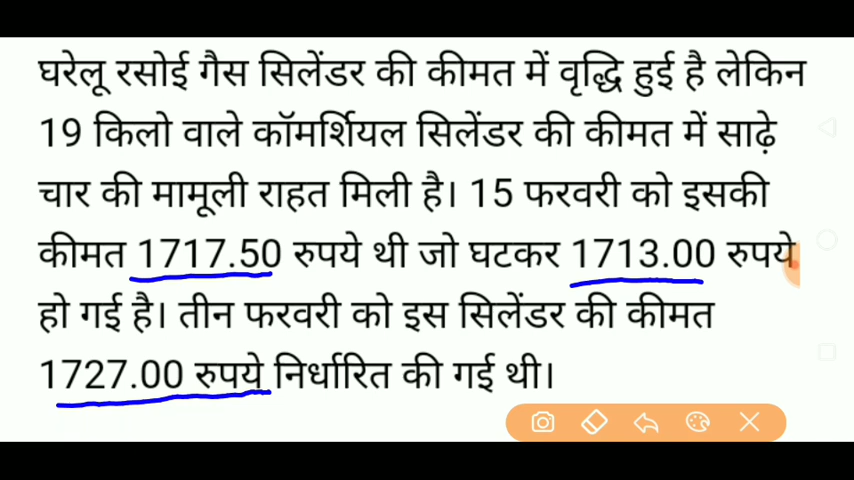 घरेलू रसोई गैस सिलेंडर की कीमत में वृद्धि हुई है लेकिन
19 किलो वाले कॉमर्शियल सिलेंडर की कीमत में साढ़े
चार की मामूली राहत मिली है। 15 फरवरी को इसकी
कीमत 1717.50 रुपये थी जो घटकर 1713.00 रुपये
हो गई है। तीन फरवरी को इस सिलेंडर की कीमत
1727.00 रुपये निर्धारित की गई थी।